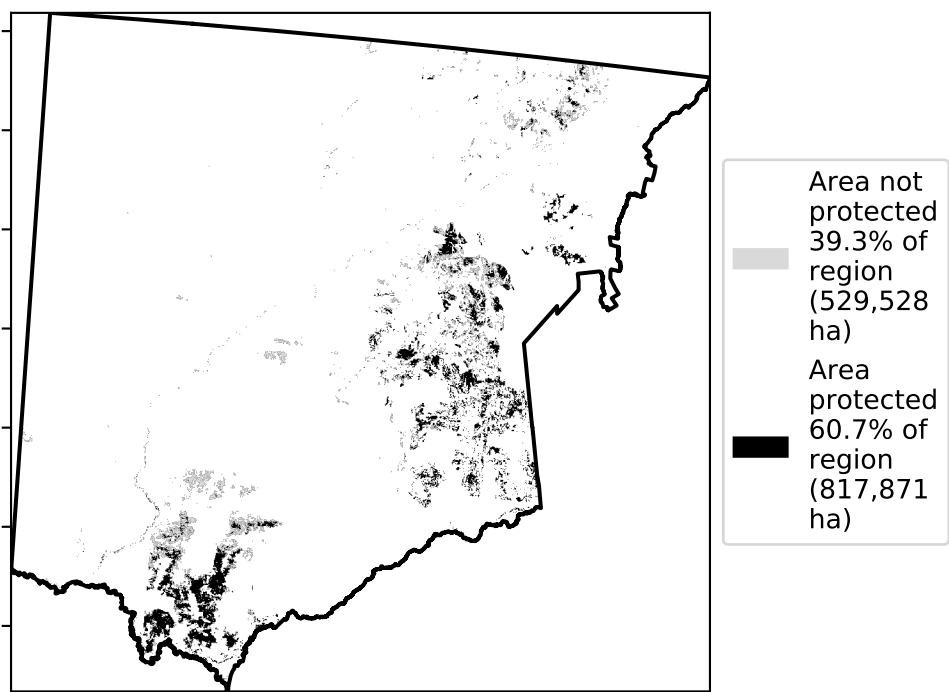 Area not
protected
39.3% of
region
(529,528
ha)
Area
protected
60.7% of
region
(817,871
ha)